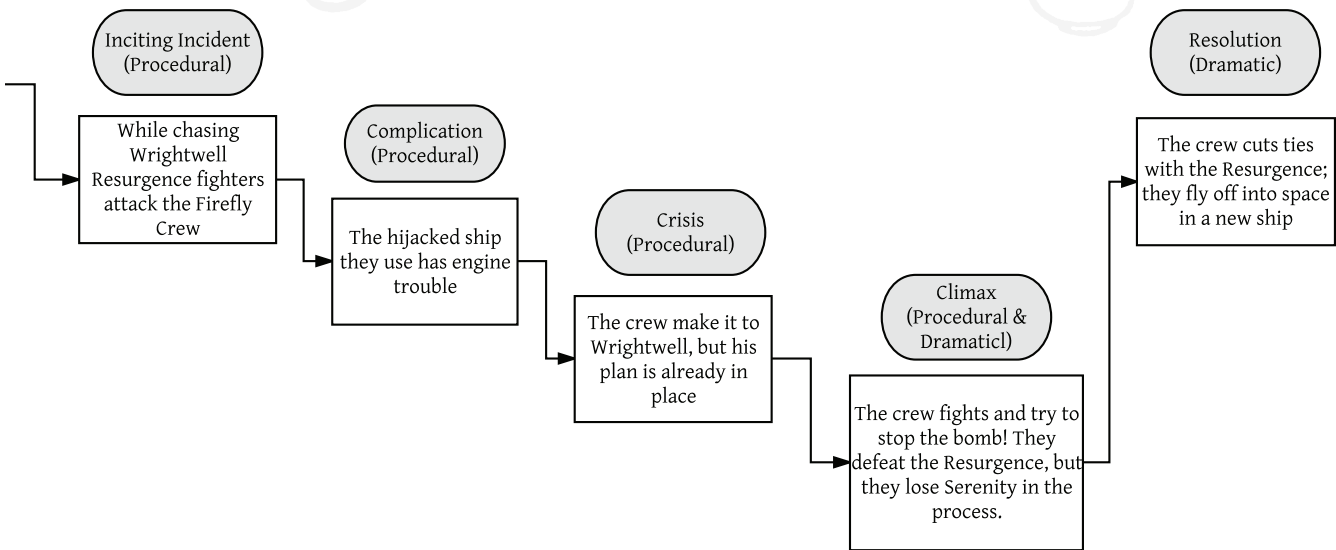 Inciting Incident
(Procedural)
While chasing
Wrightwell
Resurgence fighters
attack the Firefly
Crew
Complication
(Procedural)
The hijacked ship
they use has engine
trouble
Crisis
(Procedural)
The crew make it to
Wrightwell, but his
plan is already in
place
Climax
(Procedural &
Dramaticl)
The crew fights and try to
stop the bomb! They
defeat the Resurgence, but
they lose Serenity in the
process.
Resolution
(Dramatic)
The crew cuts ties
with the Resurgence;
they fly off into space
in a new ship